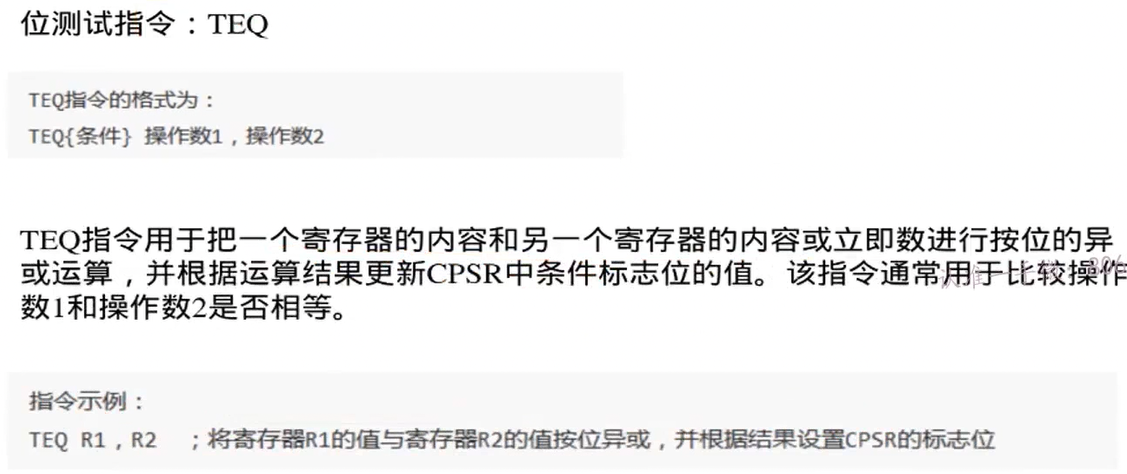 位测试指令：TEQ
TEQ指令的格式为：
TEQ{条件} 操作数1，操作数2
TEQ指令用于把一个寄存器的内容和另一个寄存器的内容或立即数进行按位的异
或运算，并根据运算结果更新CPSR中条件标志位的值。该指令通常用于比较操作
数1和操作数2是否相等。
指令示例：
TEQ R1，R2 ；将寄存器R1的值与寄存器R2的值按位异或，并根据结果设置CPSR的标志位